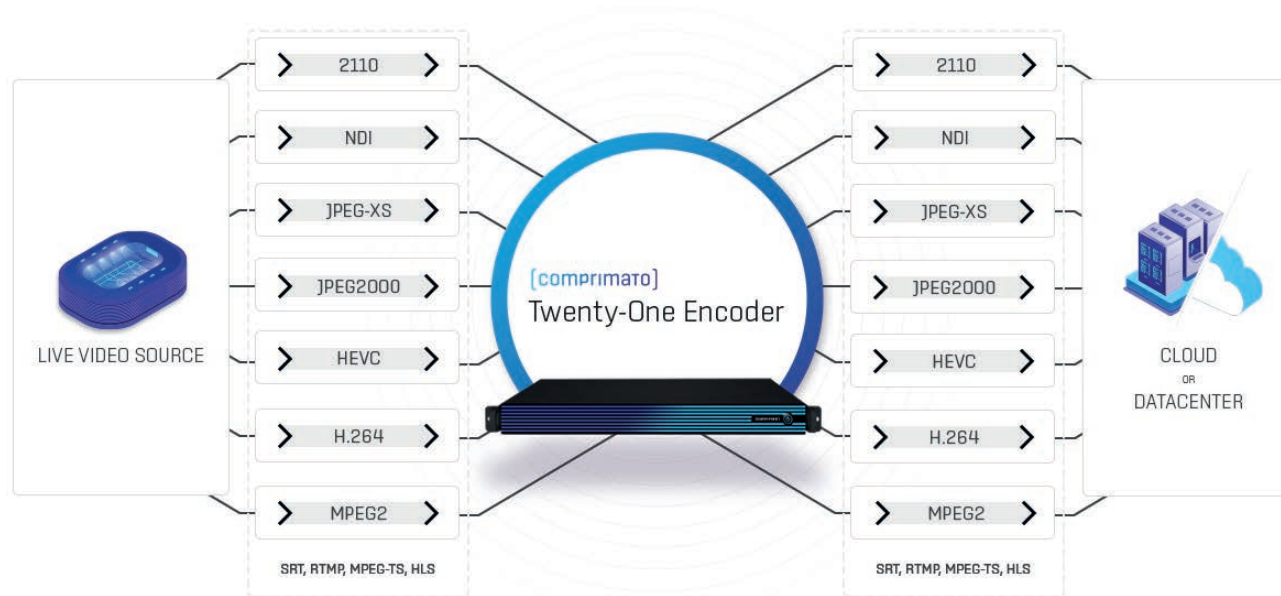 2110
NDI
JPEG-XS
JPEG2000
HEVC
H.264
MPEG2
SRT, RTMP, MPEG-TS, HLS
LIVE VIDEO SOURCE
[comprimato]
Twenty-One Encoder
2110
NDI
JPEG-XS
JPEG2000
HEVC
H.264
MPEG2
SRT, RTMP, MPEG-TS, HLS
CLOUD
OR
DATACENTER